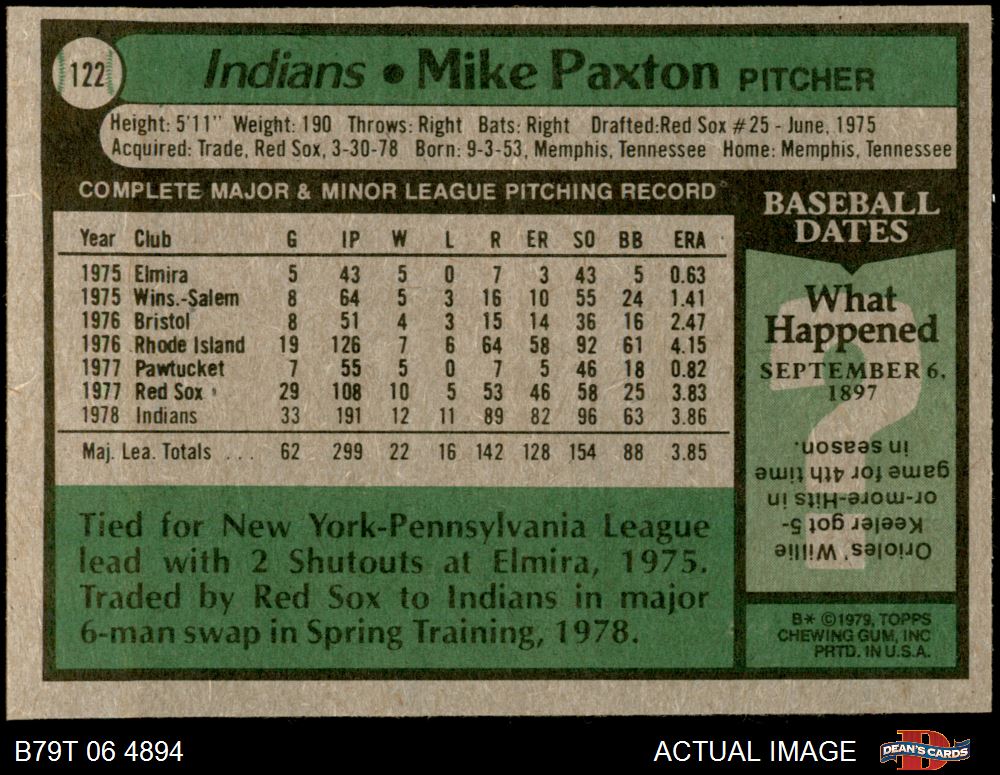 122
Indians • Mike Paxton PITCHER
Height: 5'11" Weight: 190 Throws: Right Bats: Right Drafted:Red Sox #25 - June, 1975
Acquired: Trade, Red Sox, 3-30-78 Born: 9-3-53, Memphis, Tennessee Home: Memphis, Tennessee
COMPLETE MAJOR & MINOR LEAGUE PITCHING RECORD
Year Club G IP W L R ER SO BB ERA
1975 Elmira 5 43 5 0 7 3 43 5 0.63
1975 Wins.-Salem 8 64 5 3 16 10 55 24 1.41
1976 Bristol 8 51 4 3 15 14 36 16 2.47
1976 Rhode Island 19 126 7 6 64 58 92 61 4.15
1977 Pawtucket 7 55 5 0 7 5 46 18 0.82
1977 Red Sox 29 108 10 5 53 46 58 25 3.83
1978 Indians 33 191 12 11 89 82 96 63 3.86
Maj. Lea. Totals ... 62 299 22 16 142 128 154 88 3.85
Tied for New York-Pennsylvania League
lead with 2 Shutouts at Elmira, 1975.
Traded by Red Sox to Indians in major
6-man swap in Spring Training, 1978.
BASEBALL
DATES
What
Happened
SEPTEMBER 6,
1897
?
Orioles' Willie
Keeler got 5-
or-more-Hits in
game for 4th time
in season.
B* ©1979, TOPPS
CHEWING GUM, INC
PRTD. IN U.S.A.
B79T 06 4894
ACTUAL IMAGE
D
DEAN'S CARDS